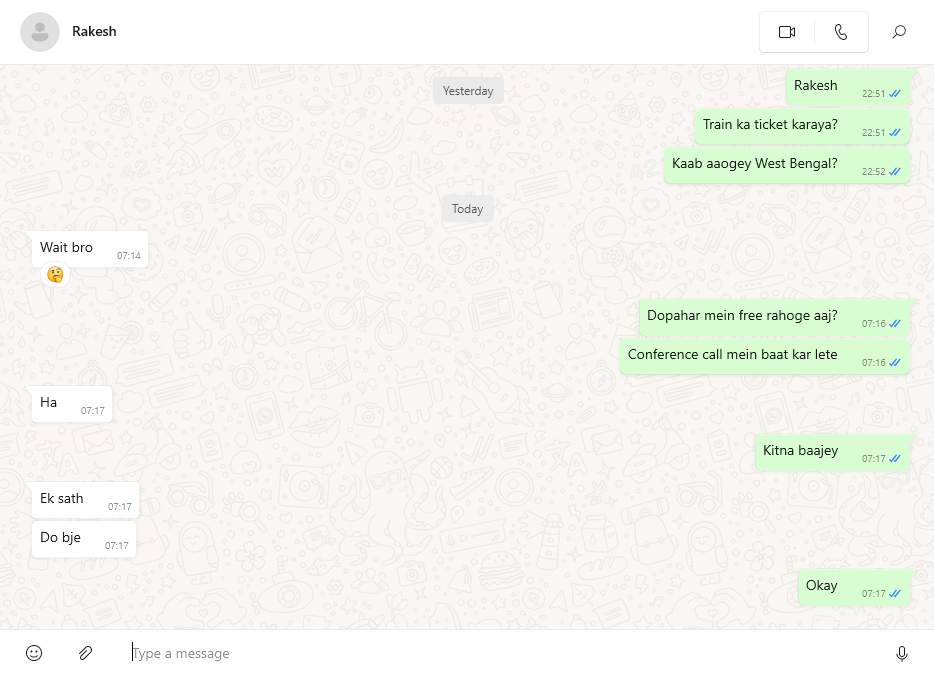 Rakesh
Yesterday
Rakesh 22:51
Train ka ticket karaya? 22:51
Kaab aaogey West Bengal? 22:52
Today
Wait bro 07:14
🤔
Dopahar mein free rahoge aaj? 07:16
Conference call mein baat kar lete 07:16
Ha 07:17
Kitna baajey 07:17
Ek sath 07:17
Do bje 07:17
Okay 07:17
Type a message